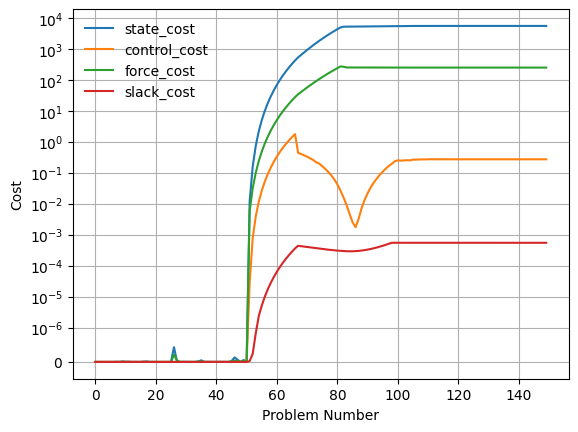 state_cost
control_cost
force_cost
slack_cost
Cost
10⁴
10³
10²
10¹
10⁰
10⁻¹
10⁻²
10⁻³
10⁻⁴
10⁻⁵
10⁻⁶
0
0 20 40 60 80 100 120 140
Problem Number